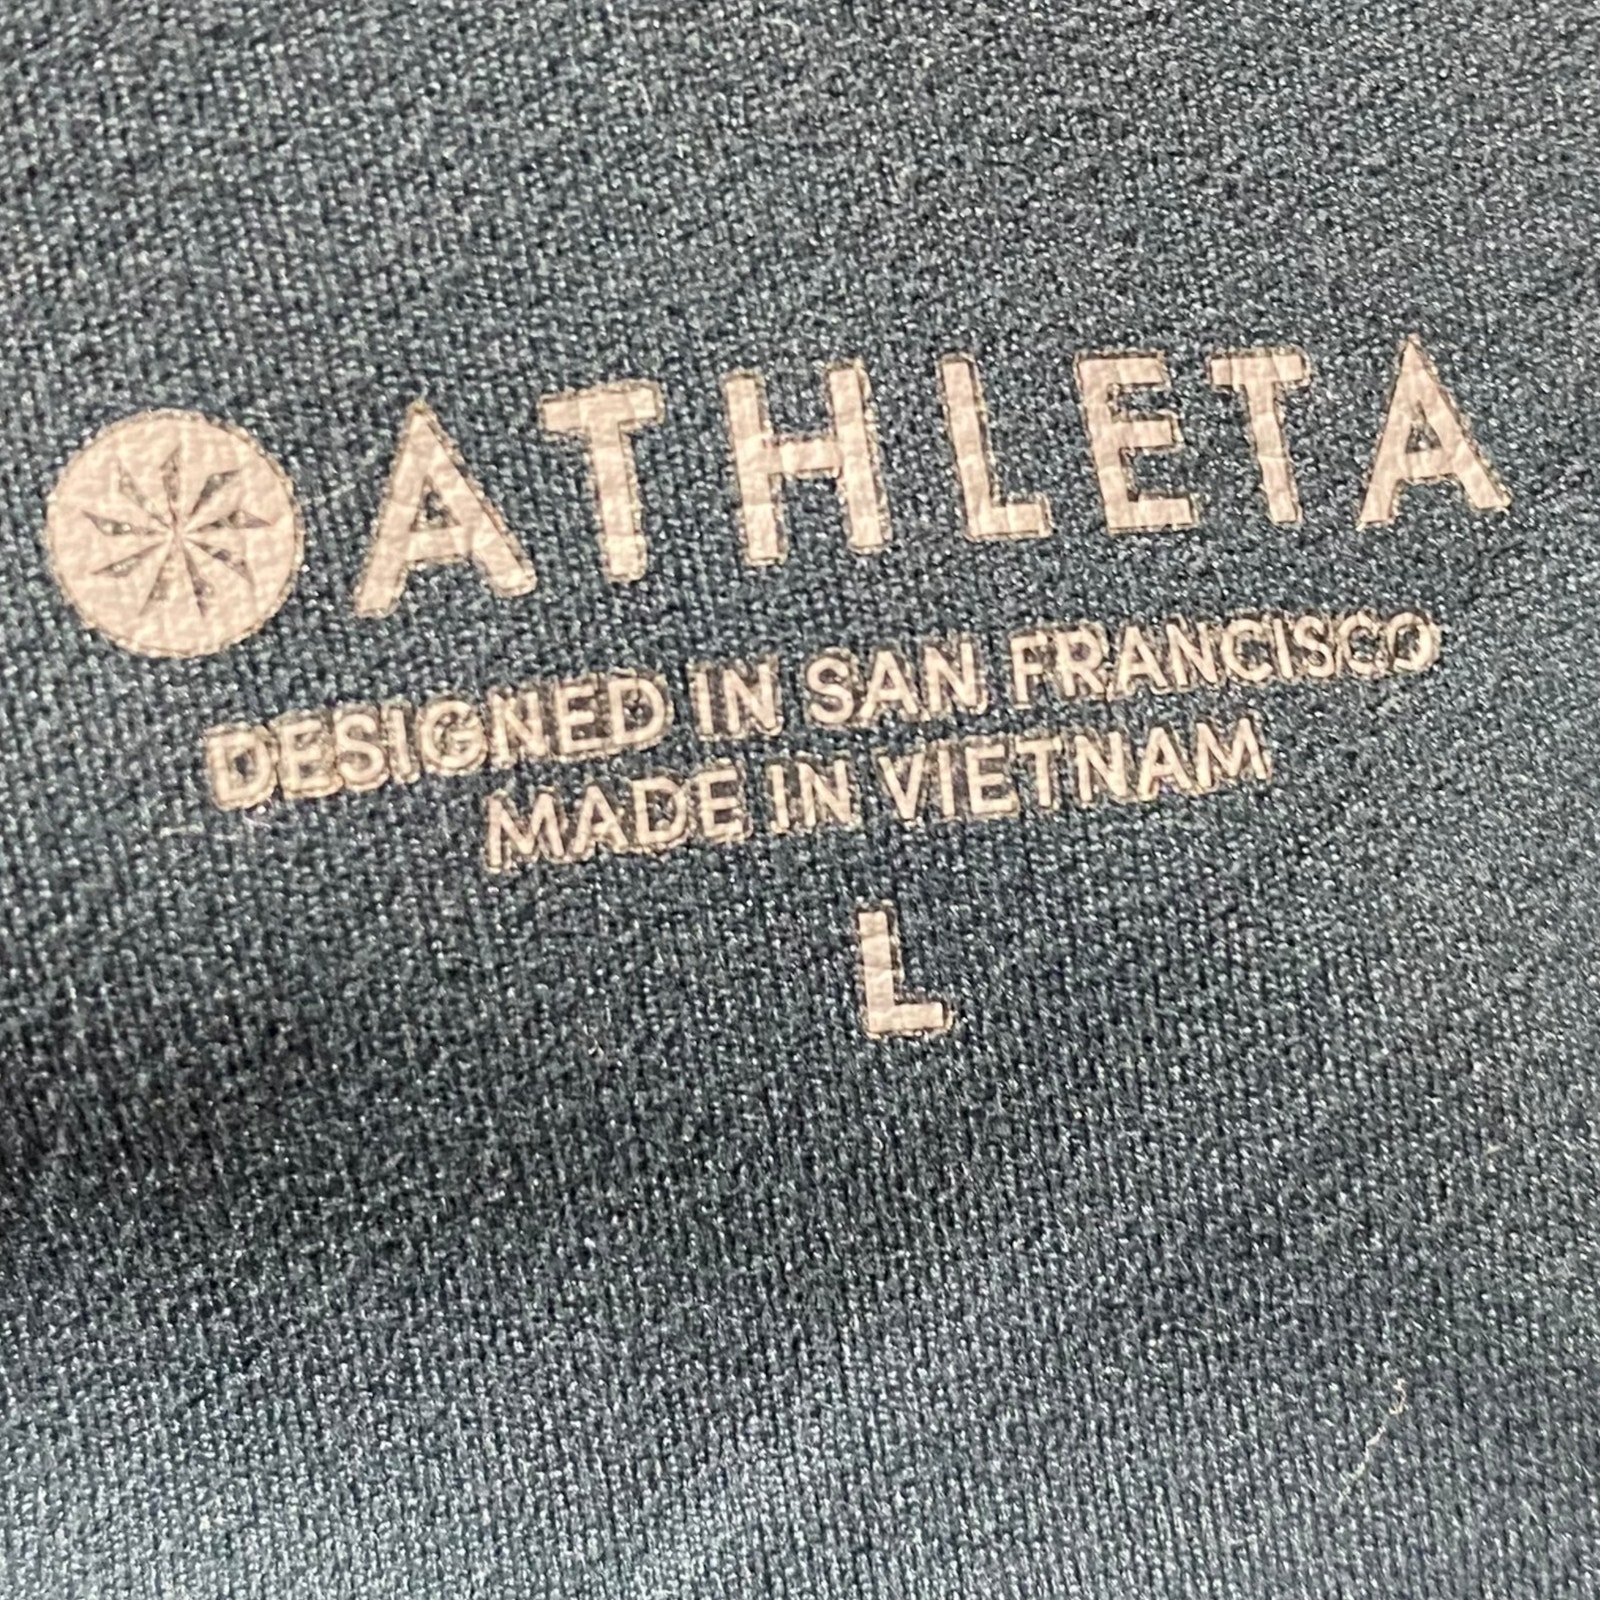 ATHLETA
DESIGNED IN SAN FRANCISCO
MADE IN VIETNAM
L